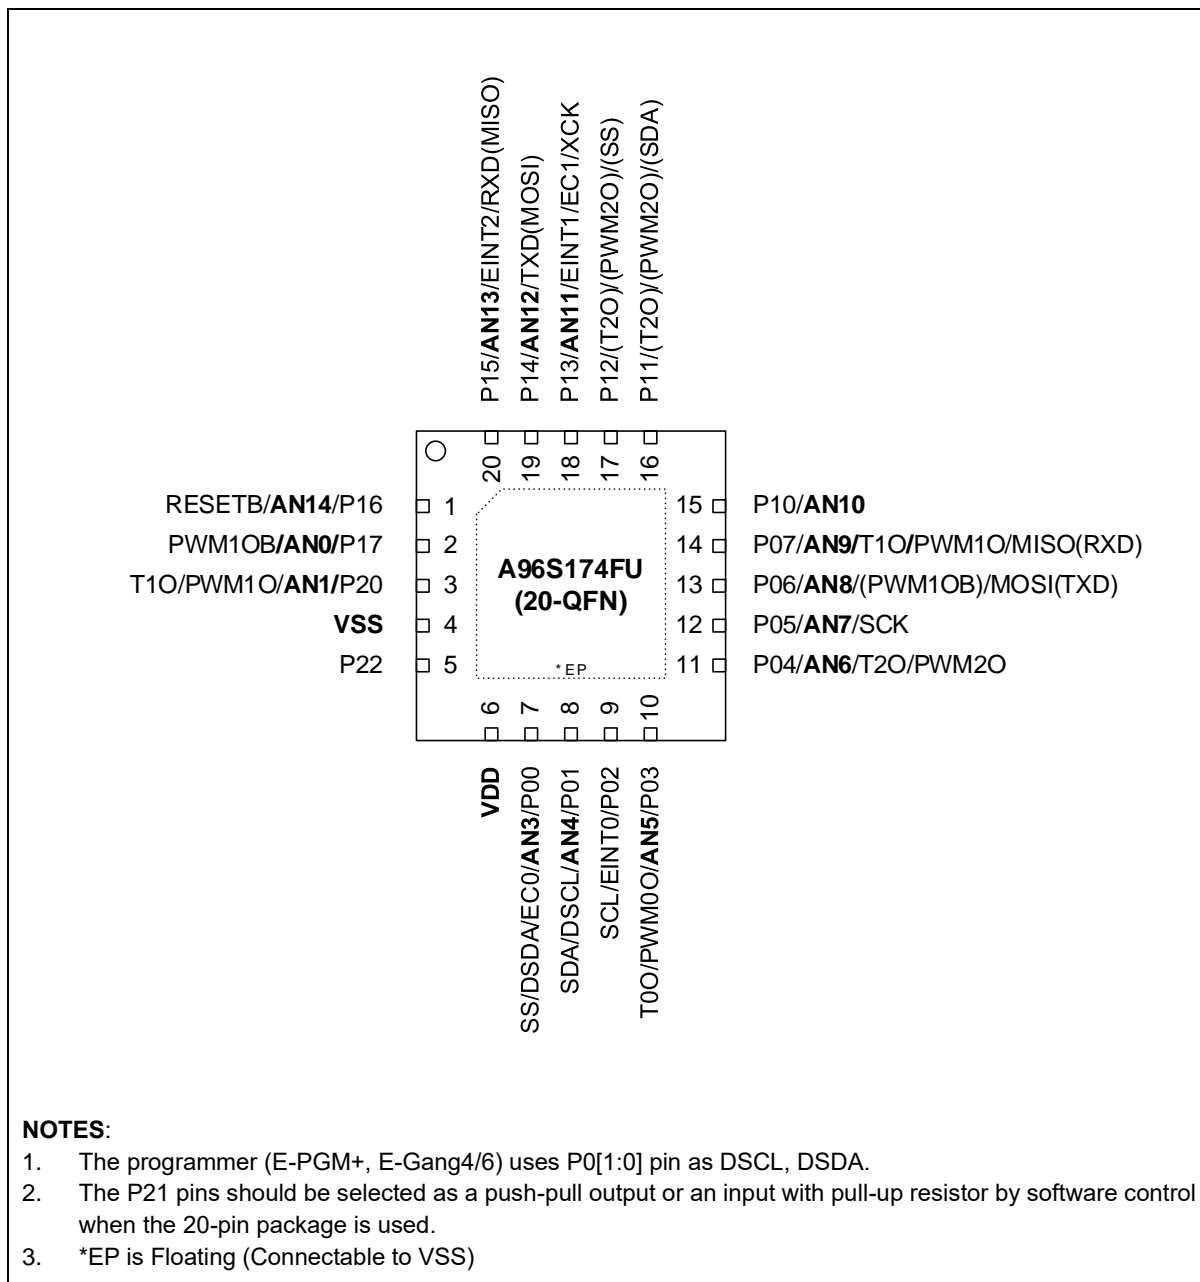 P15/AN13/EINT2/RXD(MISO)
P14/AN12/TXD(MOSI)
P13/AN11/EINT1/EC1/XCK
P12/(T2O)/(PWM2O)/(SS)
P11/(T2O)/(PWM2O)/(SDA)
20
19
18
17
16
RESETB/AN14/P16 1
PWM1OB/AN0/P17 2
T1O/PWM1O/AN1/P20 3
VSS 4
P22 5
A96S174FU
(20-QFN)
*EP
15 P10/AN10
14 P07/AN9/T1O/PWM1O/MISO(RXD)
13 P06/AN8/(PWM1OB)/MOSI(TXD)
12 P05/AN7/SCK
11 P04/AN6/T2O/PWM2O
6
7
8
9
10
VDD
SS/DSDA/EC0/AN3/P00
SDA/DSCL/AN4/P01
SCL/EINT0/P02
T0O/PWM0O/AN5/P03
NOTES:
1. The programmer (E-PGM+, E-Gang4/6) uses P0[1:0] pin as DSCL, DSDA.
2. The P21 pins should be selected as a push-pull output or an input with pull-up resistor by software control
when the 20-pin package is used.
3. *EP is Floating (Connectable to VSS)